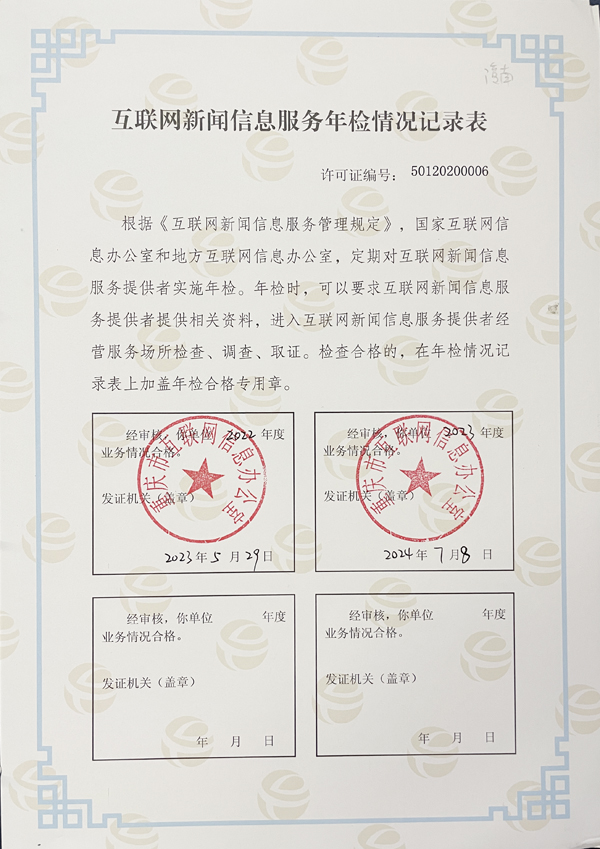 潼南
互联网新闻信息服务年检情况记录表
许可证编号： 50120200006
根据《互联网新闻信息服务管理规定》，国家互联网信
息办公室和地方互联网信息办公室，定期对互联网新闻信息
服务提供者实施年检。年检时，可以要求互联网新闻信息服
务提供者提供相关资料，进入互联网新闻信息服务提供者经
营服务场所检查、调查、取证。检查合格的，在年检情况记
录表上加盖年检合格专用章。
经审核，你单位 2022 年度
业务情况合格。
发证机关（盖章）
重庆市互联网信息办公室
2023年5月29日
经审核，你单位 2023 年度
业务情况合格。
发证机关（盖章）
重庆市互联网信息办公室
2024年7月8日
经审核，你单位 年度
业务情况合格。
发证机关（盖章）
年 月 日
经审核，你单位 年度
业务情况合格。
发证机关（盖章）
年 月 日